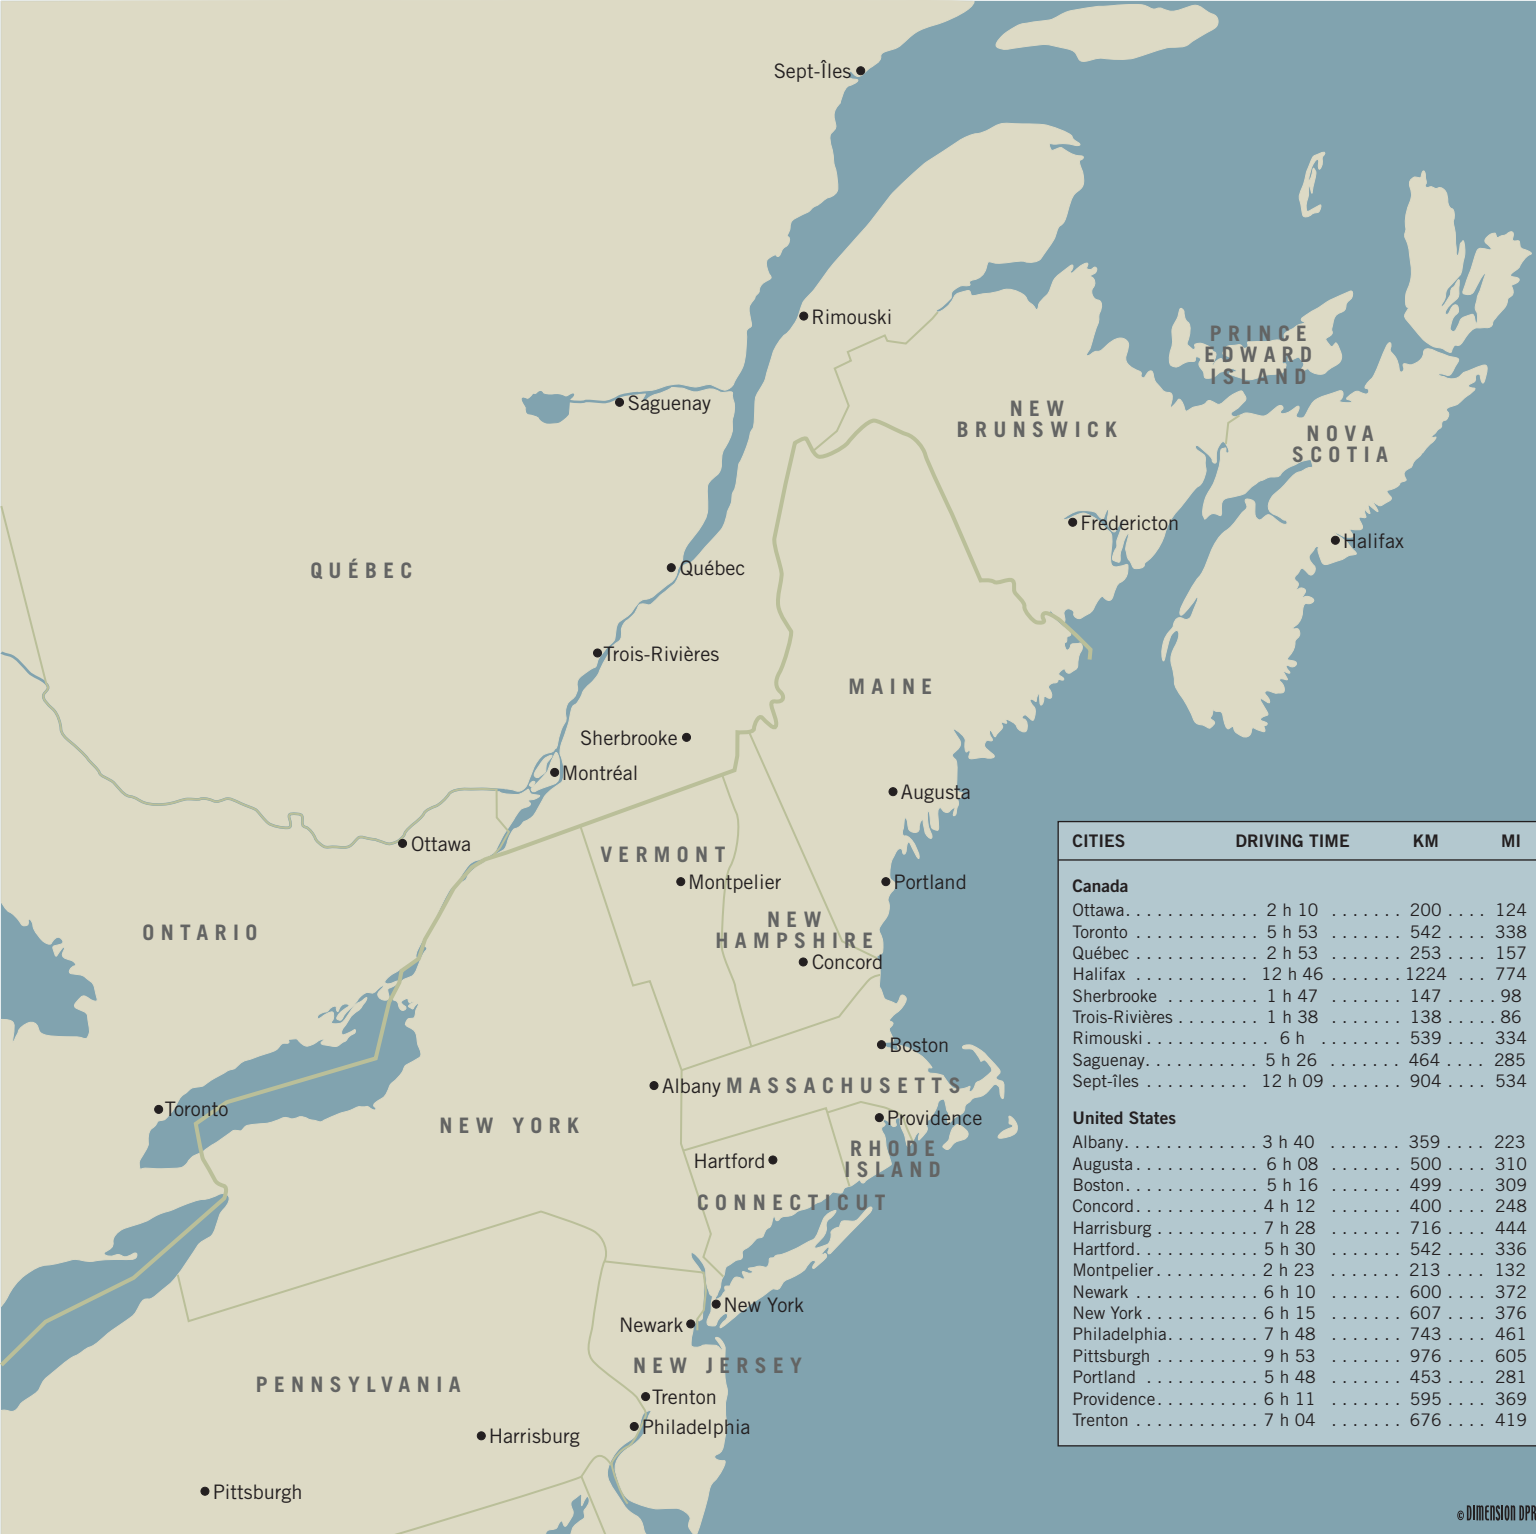 Sept-Îles
Rimouski
PRINCE
EDWARD
ISLAND
Saguenay
NEW
BRUNSWICK
NOVA
SCOTIA
Fredericton
Halifax
QUÉBEC
Québec
Trois-Rivières
MAINE
Sherbrooke
Montréal
Augusta
Ottawa
VERMONT
Montpelier
Portland
ONTARIO
NEW
HAMPSHIRE
Concord
Boston
Albany
MASSACHUSETTS
Toronto
NEW YORK
Providence
RHODE
ISLAND
Hartford
CONNECTICUT
New York
Newark
NEW JERSEY
PENNSYLVANIA
Trenton
Philadelphia
Harrisburg
Pittsburgh
CITIES DRIVING TIME KM MI
Canada
Ottawa. . . . . . . . . . . . . 2 h 10 . . . . . . . 200 . . . . 124
Toronto . . . . . . . . . . . . 5 h 53 . . . . . . . 542 . . . . 338
Québec . . . . . . . . . . . . 2 h 53 . . . . . . . 253 . . . . 157
Halifax . . . . . . . . . . . 12 h 46 . . . . . . . 1224 . . . 774
Sherbrooke . . . . . . . . . 1 h 47 . . . . . . . 147 . . . . . 98
Trois-Rivières . . . . . . . . 1 h 38 . . . . . . . 138 . . . . . 86
Rimouski . . . . . . . . . . . 6 h . . . . . . . 539 . . . . 334
Saguenay. . . . . . . . . . . 5 h 26 . . . . . . . 464 . . . . 285
Sept-îles . . . . . . . . . . 12 h 09 . . . . . . . 904 . . . . 534
United States
Albany. . . . . . . . . . . . . 3 h 40 . . . . . . . 359 . . . . 223
Augusta . . . . . . . . . . . . 6 h 08 . . . . . . . 500 . . . . 310
Boston. . . . . . . . . . . . . 5 h 16 . . . . . . . 499 . . . . 309
Concord. . . . . . . . . . . . 4 h 12 . . . . . . . 400 . . . . 248
Harrisburg . . . . . . . . . . 7 h 28 . . . . . . . 716 . . . . 444
Hartford. . . . . . . . . . . . 5 h 30 . . . . . . . 542 . . . . 336
Montpelier . . . . . . . . . . 2 h 23 . . . . . . . 213 . . . . 132
Newark . . . . . . . . . . . . 6 h 10 . . . . . . . 600 . . . . 372
New York . . . . . . . . . . . 6 h 15 . . . . . . . 607 . . . . 376
Philadelphia. . . . . . . . . 7 h 48 . . . . . . . 743 . . . . 461
Pittsburgh . . . . . . . . . . 9 h 53 . . . . . . . 976 . . . . 605
Portland . . . . . . . . . . . 5 h 48 . . . . . . . 453 . . . . 281
Providence. . . . . . . . . . 6 h 11 . . . . . . . 595 . . . . 369
Trenton . . . . . . . . . . . . 7 h 04 . . . . . . . 676 . . . . 419
© DIMENSION DPR